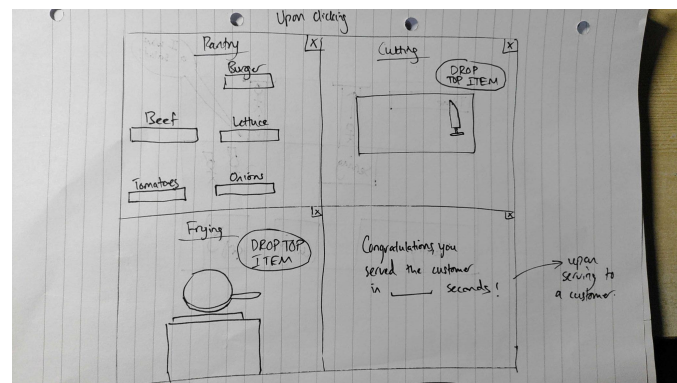 Upon clicking
Pantry
X
Burger
Beef
Lettuce
Tomatoes
Onions
Cutting
X
DROP
TOP ITEM
Frying
X
DROP TOP
ITEM
X
Congratulations, you
served the customer
in ____ seconds!
upon
serving to
a customer.